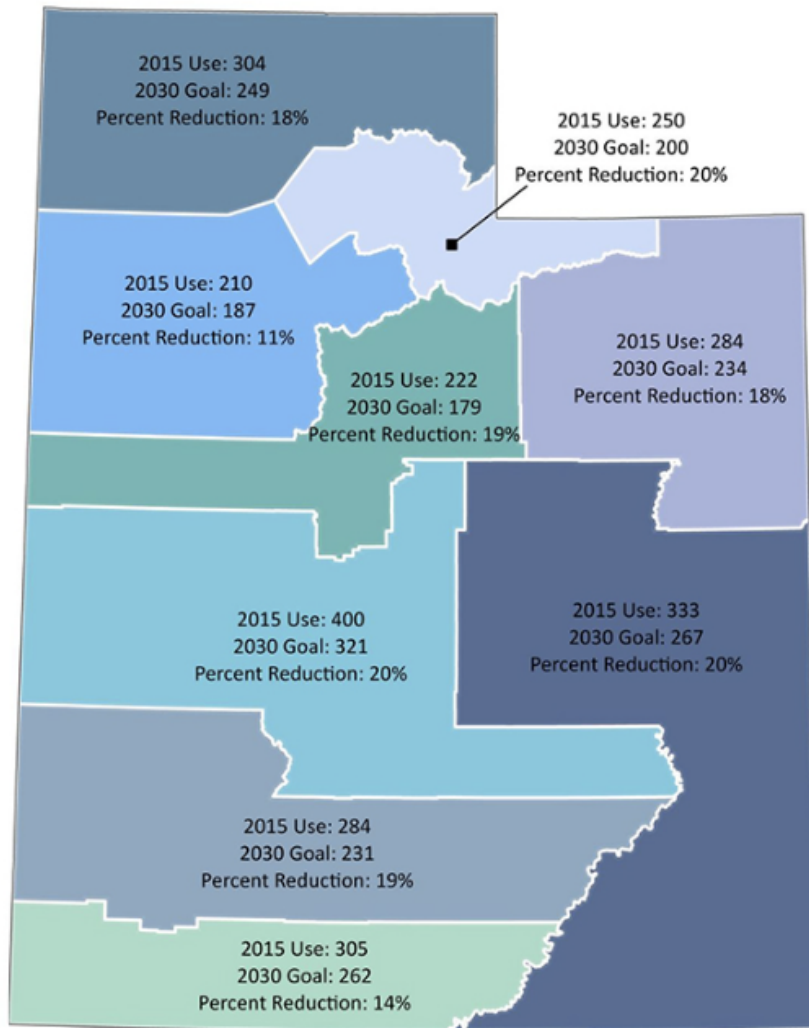 2015 Use: 304
2030 Goal: 249
Percent Reduction: 18%
2015 Use: 250
2030 Goal: 200
Percent Reduction: 20%
2015 Use: 210
2030 Goal: 187
Percent Reduction: 11%
2015 Use: 284
2030 Goal: 234
Percent Reduction: 18%
2015 Use: 222
2030 Goal: 179
Percent Reduction: 19%
2015 Use: 400
2030 Goal: 321
Percent Reduction: 20%
2015 Use: 333
2030 Goal: 267
Percent Reduction: 20%
2015 Use: 284
2030 Goal: 231
Percent Reduction: 19%
2015 Use: 305
2030 Goal: 262
Percent Reduction: 14%